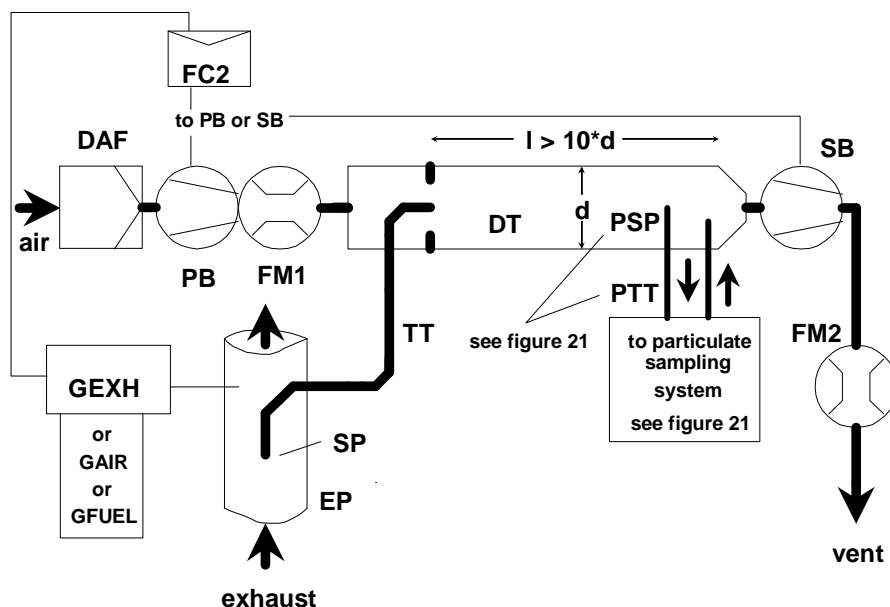 FC2
to PB or SB
DAF
l > 10*d
SB
d
DT
PSP
air
PB
FM1
PTT
TT
see figure 21
to particulate
sampling
system
see figure 21
FM2
GEXH
or
GAIR
or
GFUEL
SP
EP
vent
exhaust